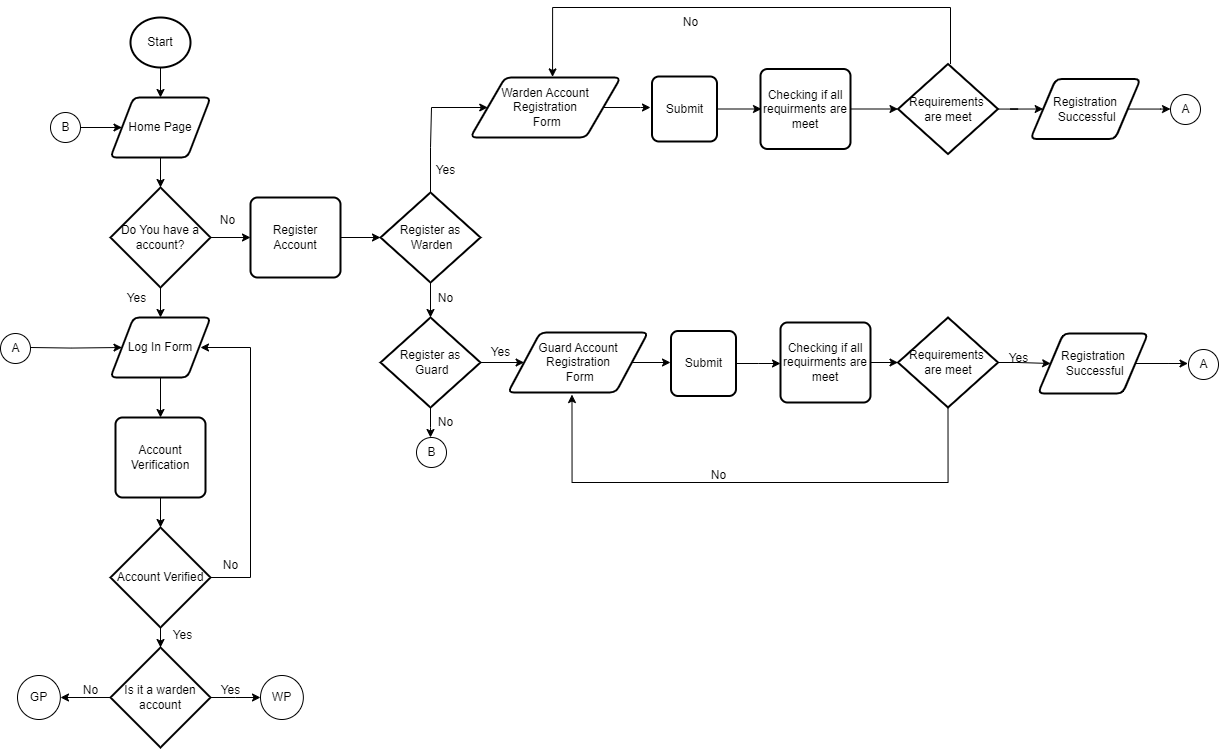 Start
B
Home Page
Do You have a
account?
No
Register
Account
Register as
Warden
Yes
Warden Account
Registration
Form
Submit
Checking if all
requirments are
meet
Requirements
are meet
No
Registration
Successful
A
No
Register as
Guard
Yes
Guard Account
Registration
Form
Submit
Checking if all
requirments are
meet
Requirements
are meet
Yes
Registration
Successful
A
No
No
B
Yes
A
Log In Form
Account
Verification
Account Verified
No
Yes
Is it a warden
account
No
GP
Yes
WP